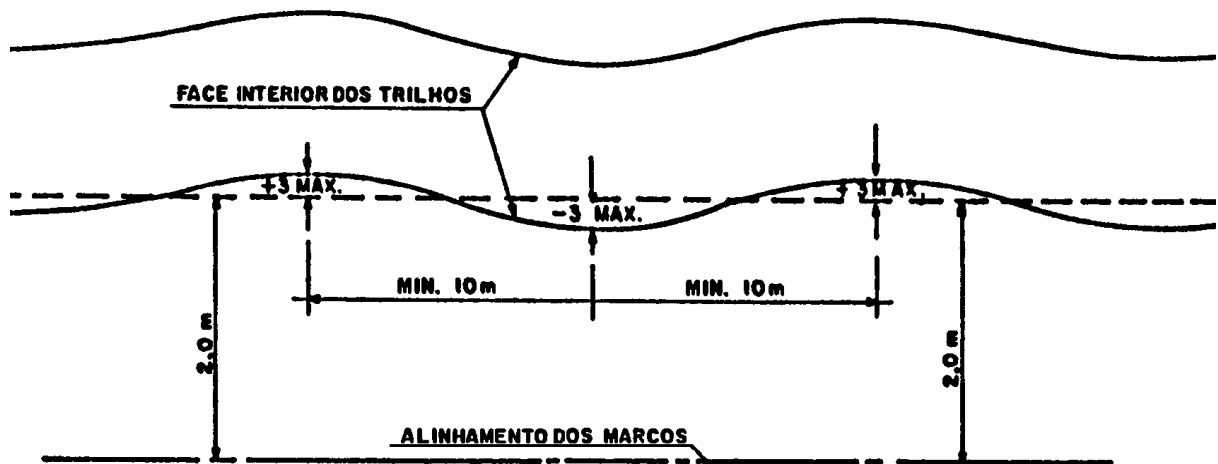 FACE INTERIOR DOS TRILHOS
+3 MAX.
-3 MAX.
+3 MAX.
MIN. 10m
MIN. 10m
2,0 m
2,0 m
ALINHAMENTO DOS MARCOS